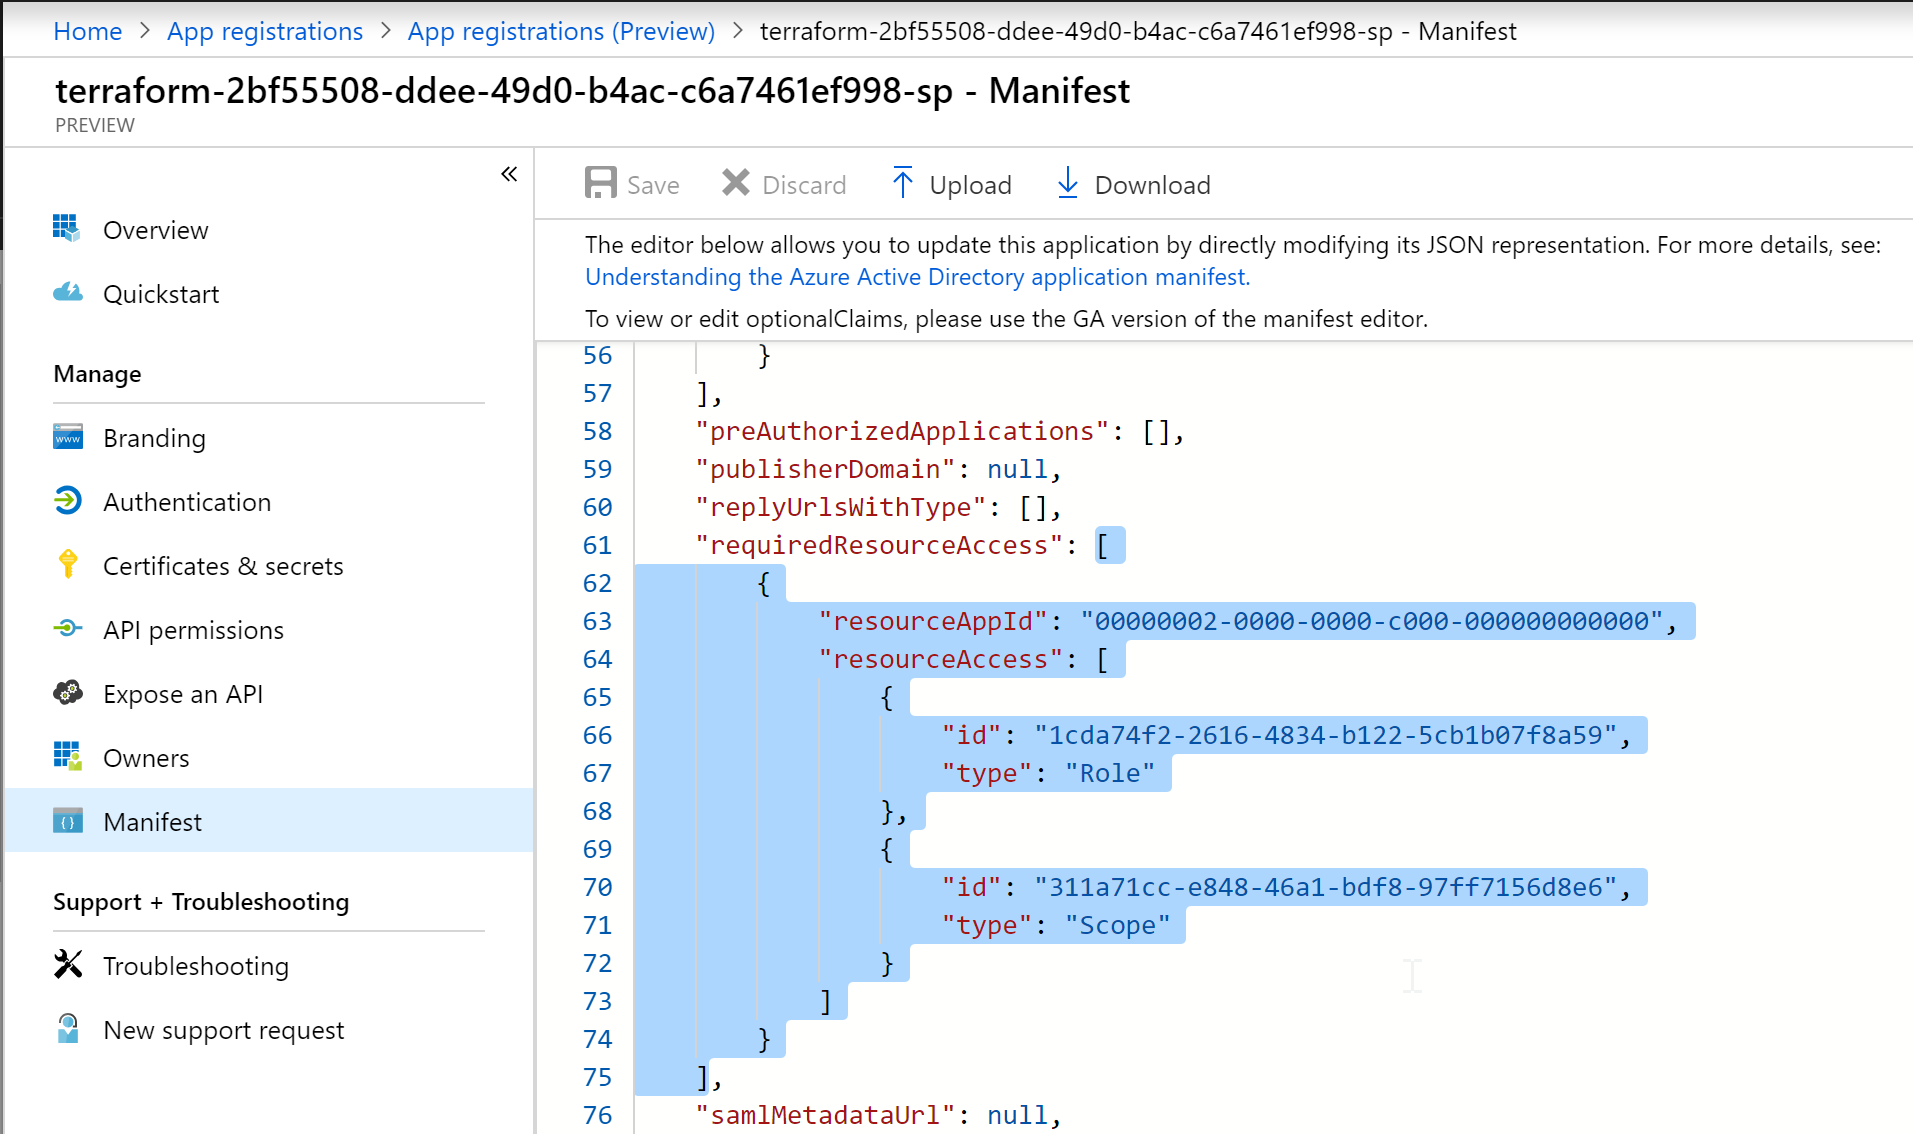 Home > App registrations > App registrations (Preview) > terraform-2bf55508-ddee-49d0-b4ac-c6a7461ef998-sp - Manifest
terraform-2bf55508-ddee-49d0-b4ac-c6a7461ef998-sp - Manifest
PREVIEW
«
Overview
Quickstart
Manage
Branding
Authentication
Certificates & secrets
API permissions
Expose an API
Owners
Manifest
Support + Troubleshooting
Troubleshooting
New support request
Save Discard Upload Download
The editor below allows you to update this application by directly modifying its JSON representation. For more details, see:
Understanding the Azure Active Directory application manifest.
To view or edit optionalClaims, please use the GA version of the manifest editor.
56 }
57 ],
58 "preAuthorizedApplications": [],
59 "publisherDomain": null,
60 "replyUrlsWithType": [],
61 "requiredResourceAccess": [
62 {
63 "resourceAppId": "00000002-0000-0000-c000-000000000000",
64 "resourceAccess": [
65 {
66 "id": "1cda74f2-2616-4834-b122-5cb1b07f8a59",
67 "type": "Role"
68 },
69 {
70 "id": "311a71cc-e848-46a1-bdf8-97ff7156d8e6",
71 "type": "Scope"
72 }
73 ]
74 }
75 ],
76 "samlMetadataUrl": null,